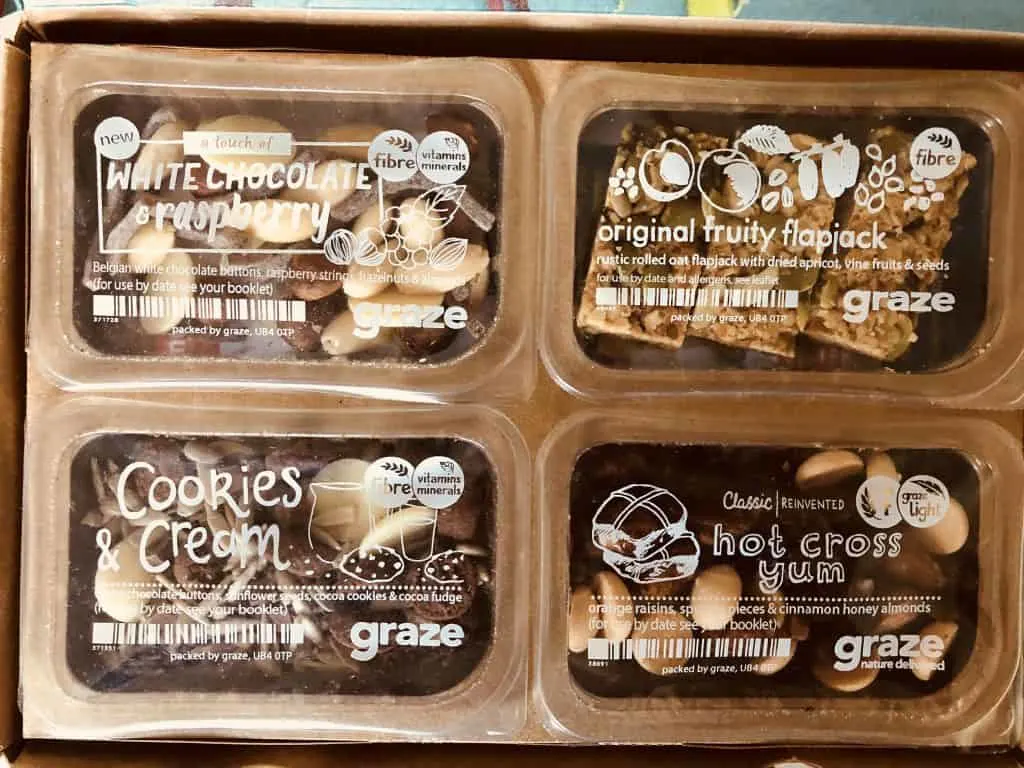 new
a touch of
WHITE CHOCOLATE
& raspberry
fibre
vitamins
minerals
Belgian white chocolate buttons, raspberry strings, hazelnuts & almonds
(for use by date see your booklet)
371728
packed by graze, UB4 0TP
graze
fibre
original fruity flapjack
rustic rolled oat flapjack with dried apricot, vine fruits & seeds
for use by date and allergens, see leaflet
packed by graze, UB4 0TP
graze
Cookies
& Cream
fibre
vitamins
minerals
chocolate buttons, sunflower seeds, cocoa cookies & cocoa fudge
(for use by date see your booklet)
371351
packed by graze, UB4 0TP
graze
Classic | REINVENTED
graze
light
hot cross
yum
orange raisins, pieces & cinnamon honey almonds
(for use by date see your booklet)
packed by graze, UB4 0TP
graze
nature delivered